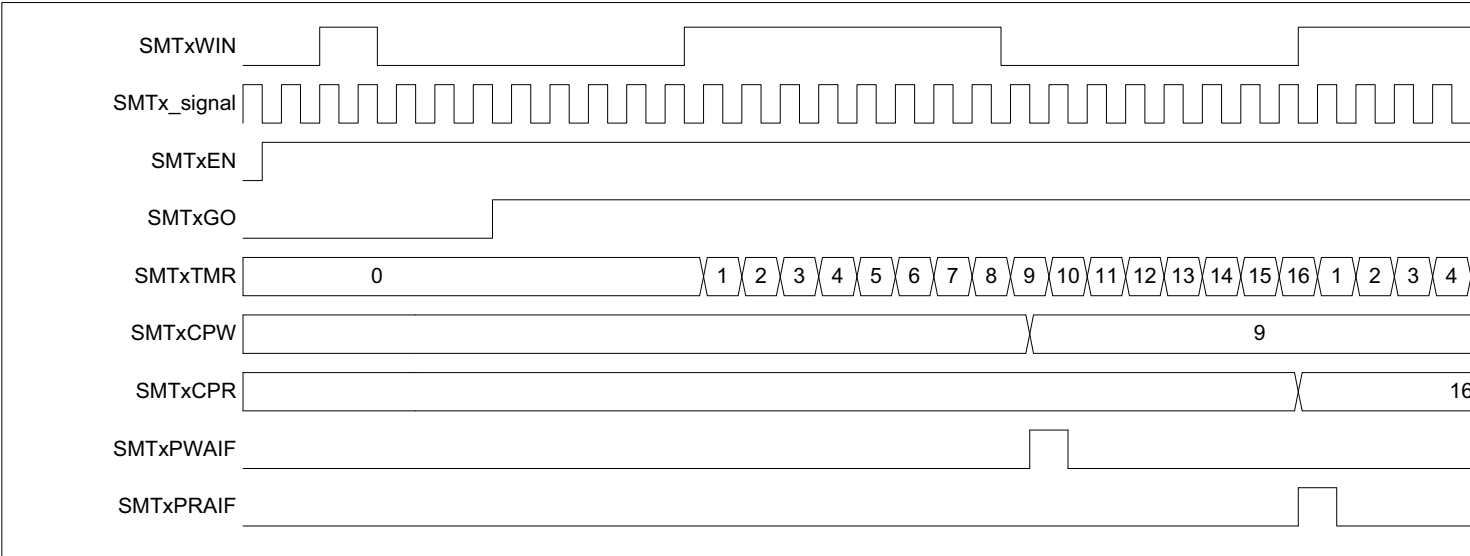 SMTxWIN
SMTx_signal
SMTxEN
SMTxGO
SMTxTMR 0 1 2 3 4 5 6 7 8 9 10 11 12 13 14 15 16 1 2 3 4
SMTxCPW 9
SMTxCPR 16
SMTxPWAIF
SMTxPRAIF